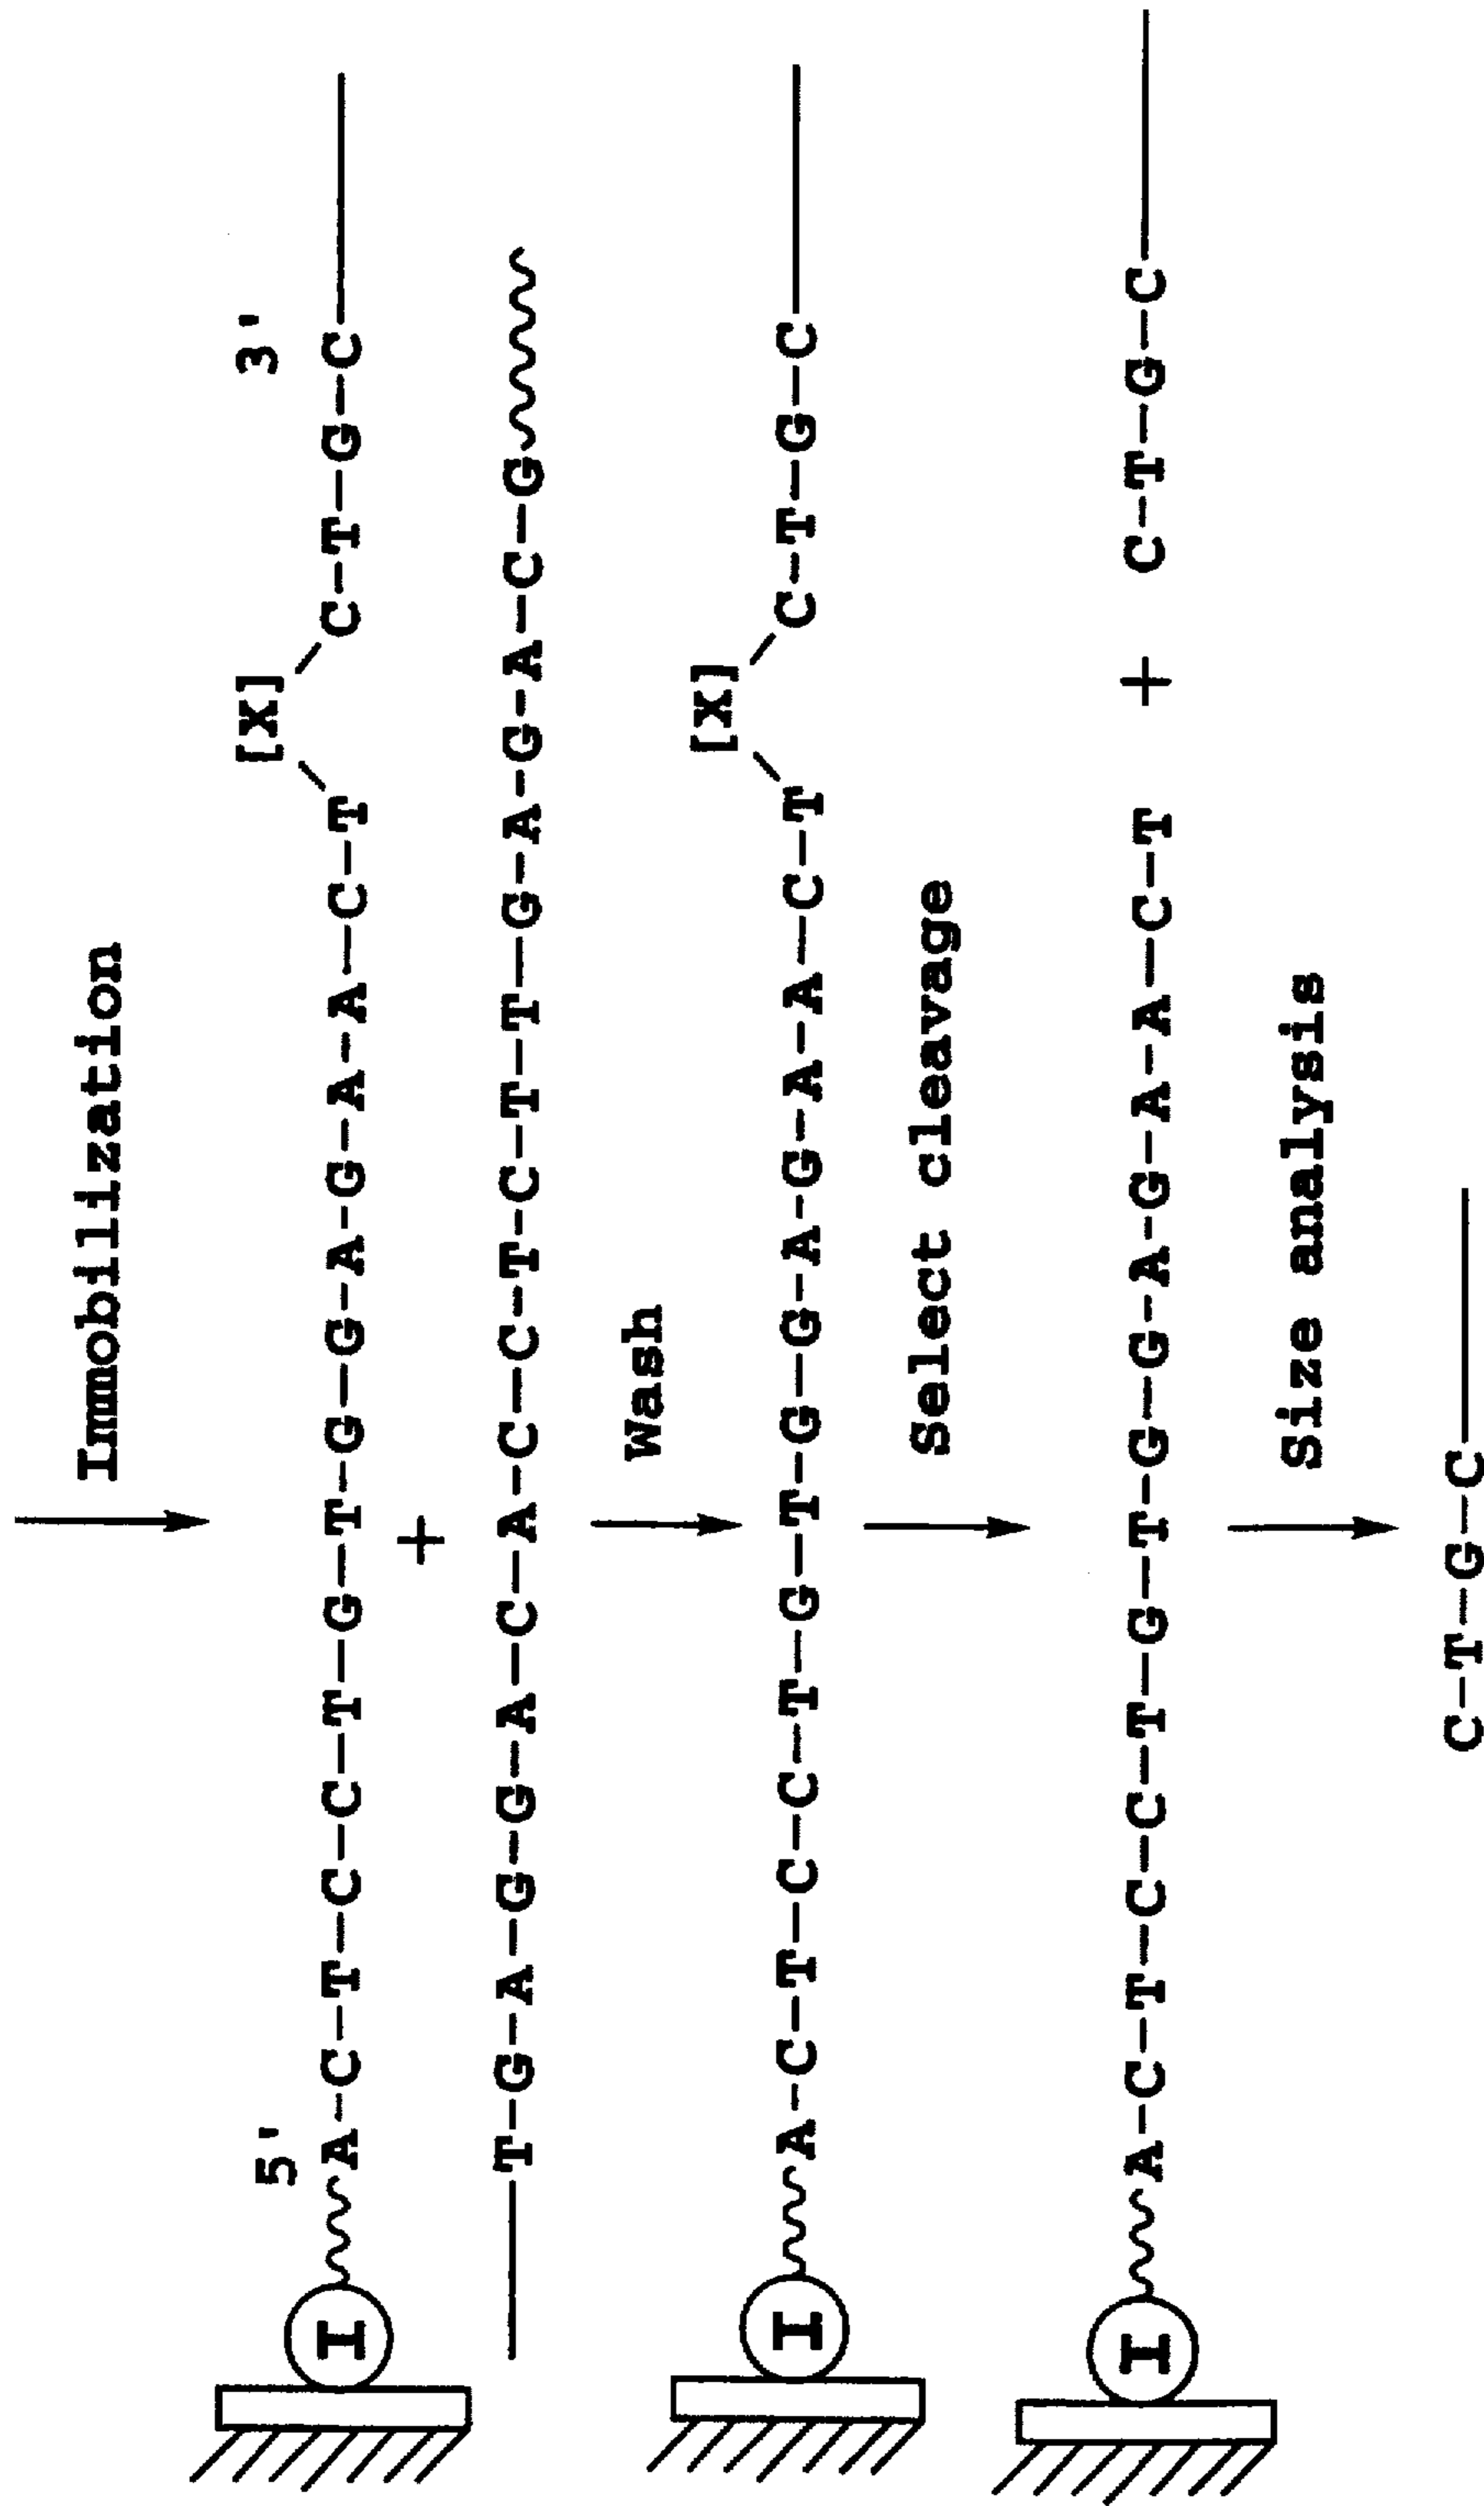 Immobilization
5' [X] 3'
I A-C-T-C-C-T-G-T-G-G-A-G-A-A-C-T C-T-G-C
+
T-G-A-G-G-A-C-A-C-C-T-C-T-T-G-A-G-A-C-G
Wash
[X]
I A-C-T-C-C-T-G-T-G-G-A-G-A-A-C-T C-T-G-C
Select cleavage
I A-C-T-C-C-T-G-T-G-G-A-G-A-A-C-T + C-T-G-C
Size analysis
C-T-G-C